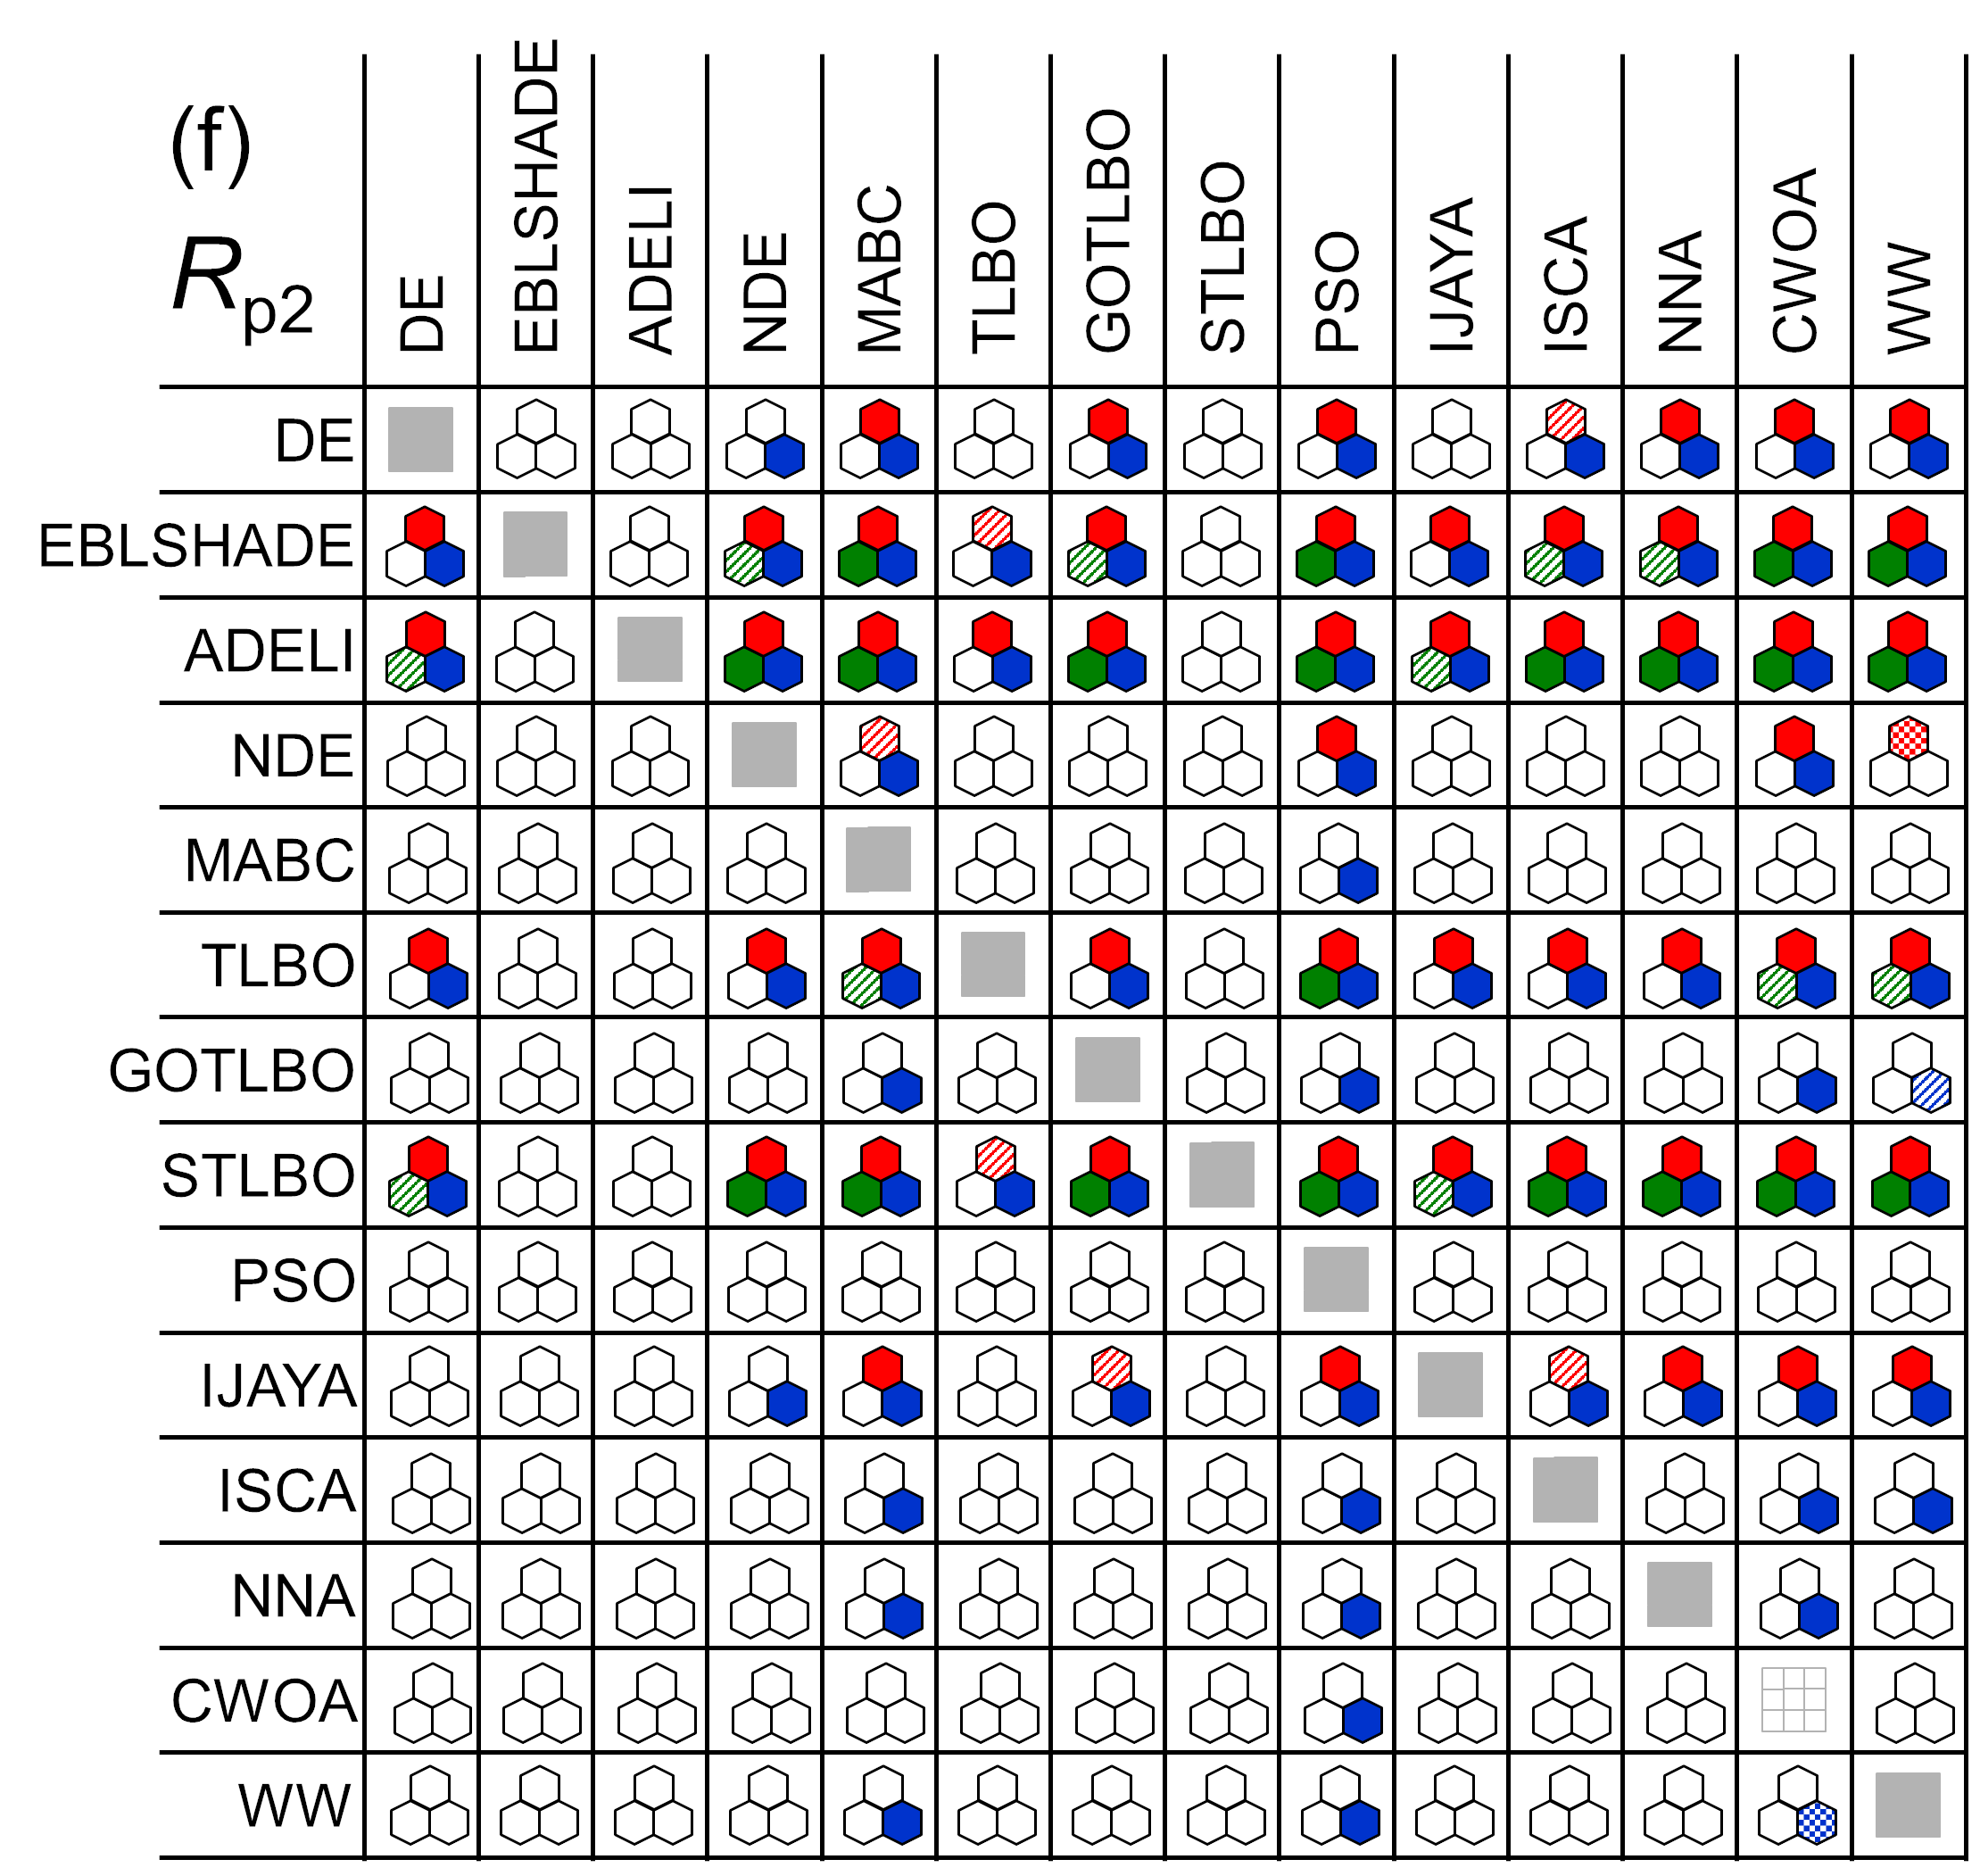 (f)
Rp2
DE
EBLSHADE
ADELI
NDE
MABC
TLBO
GOTLBO
STLBO
PSO
IJAYA
ISCA
NNA
CWOA
WW
DE
EBLSHADE
ADELI
NDE
MABC
TLBO
GOTLBO
STLBO
PSO
IJAYA
ISCA
NNA
CWOA
WW